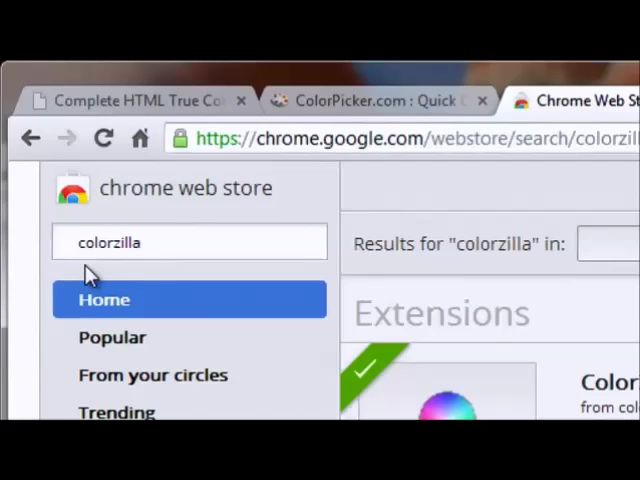 Complete HTML True Co
ColorPicker.com : Quick
Chrome Web St
https://chrome.google.com/webstore/search/colorzil
chrome web store
colorzilla
Results for "colorzilla" in:
Home
Extensions
Popular
From your circles
Color
from col
Trending